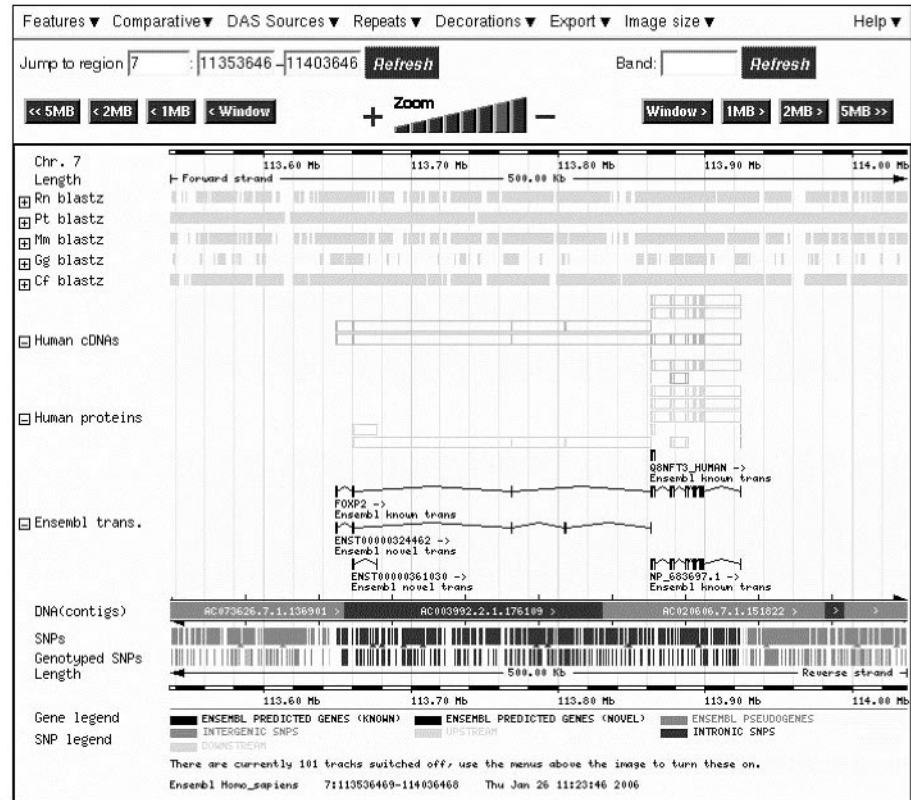 Features ▼ Comparative ▼ DAS Sources ▼ Repeats ▼ Decorations ▼ Export ▼ Image size ▼ Help ▼
Jump to region 7 : 11353646 - 11403646 Refresh Band: Refresh
<< 5MB < 2MB < 1MB < Window + Zoom - Window > 1MB > 2MB > 5MB >>
Chr. 7 113.60 Mb 113.70 Mb 113.80 Mb 113.90 Mb 114.00 Mb
Length Forward strand 500.00 Kb
Rn blastz
Pt blastz
Mm blastz
Gg blastz
Cf blastz
Human cDNAs
Human proteins
Q8NFT3_HUMAN ->
Ensembl known trans
FOXP2 ->
Ensembl known trans
Ensembl trans.
ENST00000324462 ->
Ensembl novel trans
ENST00000361030 -> NP_683697.1 ->
Ensembl novel trans Ensembl known trans
DNA(contigs) AC073626.7.1.136901 > AC003992.2.1.176109 > AC020606.7.1.151822 > > >
SNPs
Genotyped SNPs
Length 500.00 Kb Reverse strand
113.60 Mb 113.70 Mb 113.80 Mb 113.90 Mb 114.00 Mb
Gene legend ENSEMBL PREDICTED GENES (KNOWN) ENSEMBL PREDICTED GENES (NOVEL) ENSEMBL PSEUDOGENES
SNP legend INTERGENIC SNPS UPSTREAM INTRONIC SNPS
DOWNSTREAM
There are currently 101 tracks switched off, use the menus above the image to turn these on.
Ensembl Homo_sapiens 7:113536469-114036468 Thu Jan 26 11:23:46 2006